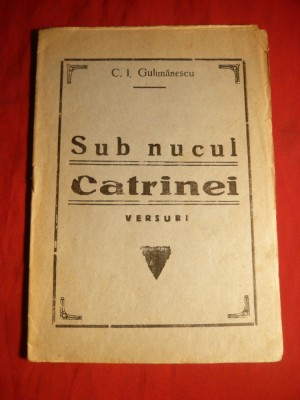 C. I. Gulimănescu
Sub nucul
Catrinei
VERSURI